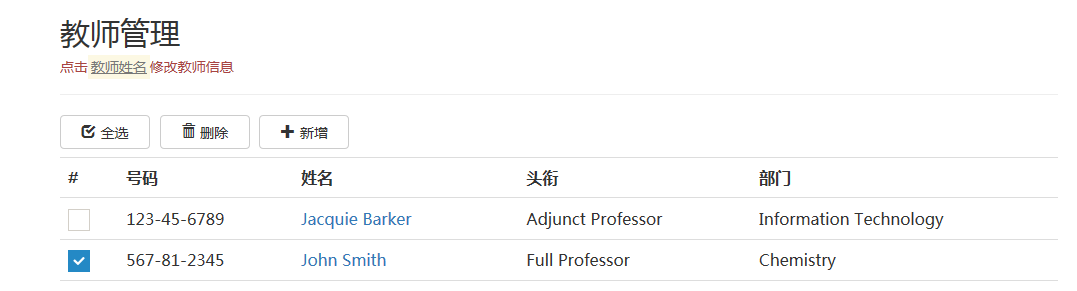 教师管理
点击 教师姓名 修改教师信息
全选 删除 新增
# 号码 姓名 头衔 部门
123-45-6789 Jacquie Barker Adjunct Professor Information Technology
567-81-2345 John Smith Full Professor Chemistry